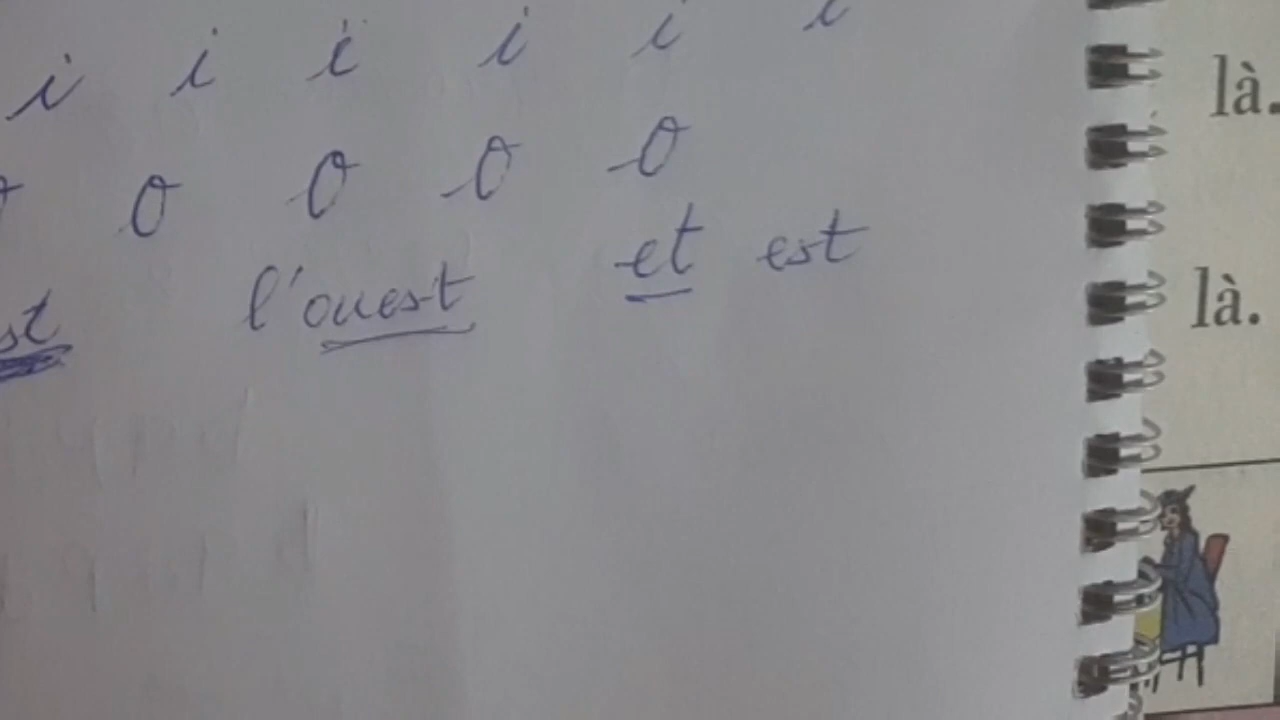 i i i i i i
o o o o
l'ouest et est
là.
là.